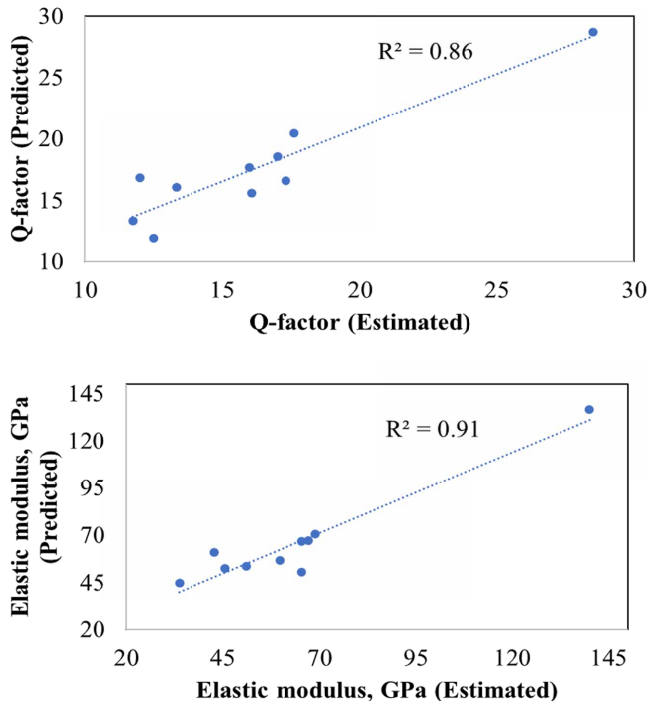 30
25
20
15
10
Q-factor (Predicted)
R² = 0.86
10 15 20 25 30
Q-factor (Estimated)
145
120
95
70
45
20
Elastic modulus, GPa
(Predicted)
R² = 0.91
20 45 70 95 120 145
Elastic modulus, GPa (Estimated)